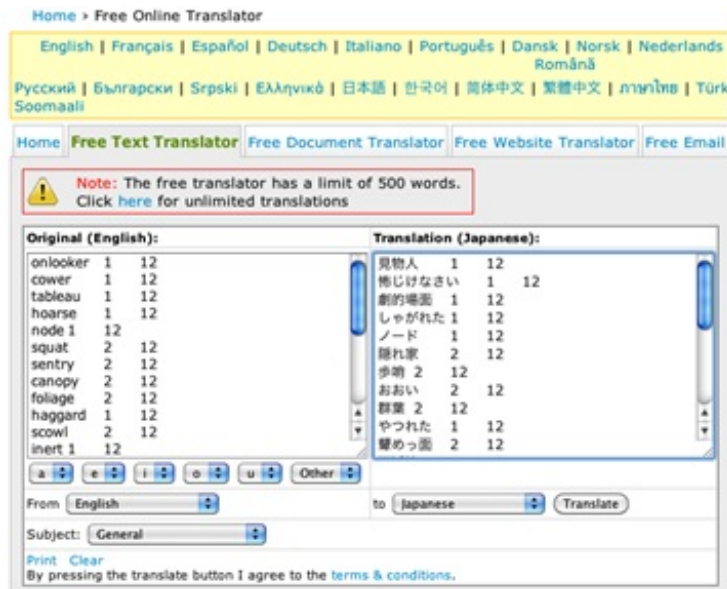 Home › Free Online Translator
English | Français | Español | Deutsch | Italiano | Português | Dansk | Norsk | Nederlands
Română
Русский | Български | Srpski | Ελληνικά | 日本語 | 한국어 | 简体中文 | 繁體中文 | ภาษาไทย | Türk
Soomaali
Home Free Text Translator Free Document Translator Free Website Translator Free Email
Note: The free translator has a limit of 500 words.
Click here for unlimited translations
Original (English): Translation (Japanese):
onlooker 1 12 見物人 1 12
cower 1 12 怖じけなさい 1 12
tableau 1 12 劇的場面 1 12
hoarse 1 12 しゃがれた 1 12
node 1 12 ノード 1 12
squat 2 12 隠れ家 2 12
sentry 2 12 歩哨 2 12
canopy 2 12 おおい 2 12
foliage 2 12 群葉 2 12
haggard 1 12 やつれた 1 12
scowl 2 12 顰めっ面 2 12
inert 1 12
a e i o u Other
From English to Japanese Translate
Subject: General
Print Clear
By pressing the translate button I agree to the terms & conditions.